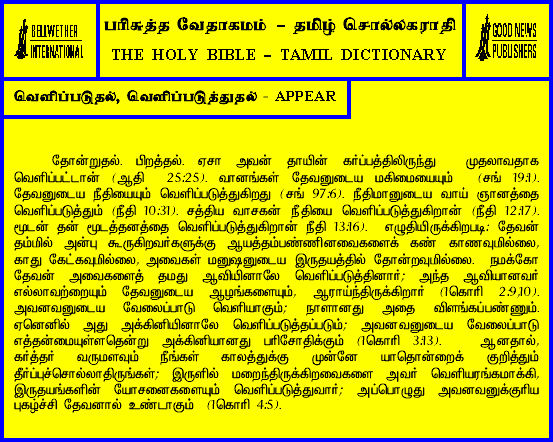 BELLWETHER
INTERNATIONAL
பரிசுத்த வேதாகமம் – தமிழ் சொல்லகராதி
THE HOLY BIBLE – TAMIL DICTIONARY
GOOD NEWS
PUBLISHERS
வெளிப்படுதல், வெளிப்படுத்துதல் - APPEAR
தோன்றுதல். பிறத்தல். ஏசா அவன் தாயின் கர்ப்பத்திலிருந்து முதலாவதாக
வெளிப்பட்டான் (ஆதி 25:25). வானங்கள் தேவனுடைய மகிமையையும் (சங் 19:1).
தேவனுடைய நீதியையும் வெளிப்படுத்துகிறது (சங் 97:6). நீதிமானுடைய வாய் ஞானத்தை
வெளிப்படுத்தும் (நீதி 10:31). சத்திய வாசகன் நீதியை வெளிப்படுத்துகிறான் (நீதி 12:17).
மூடன் தன் மூடத்தனத்தை வெளிப்படுத்துகிறான் நீதி 13:16). எழுதியிருக்கிறபடி: தேவன்
தம்மில் அன்பு கூருகிறவர்களுக்கு ஆயத்தம்பண்ணினவைகளைக் கண் காணவுமில்லை,
காது கேட்கவுமில்லை, அவைகள் மனுஷனுடைய இருதயத்தில் தோன்றவுமில்லை. நமக்கோ
தேவன் அவைகளைத் தமது ஆவியினாலே வெளிப்படுத்தினார்; அந்த ஆவியானவர்
எல்லாவற்றையும் தேவனுடைய ஆழங்களையும், ஆராய்ந்திருக்கிறார் (1கொரி 2:9,10).
அவனவனுடைய வேலைப்பாடு வெளியாகும்; நாளானது அதை விளங்கப்பண்ணும்.
ஏனெனில் அது அக்கினியினாலே வெளிப்படுத்தப்படும்; அவனவனுடைய வேலைப்பாடு
எத்தன்மையுள்ளதென்று அக்கினியானது பரிசோதிக்கும் (1கொரி 3:13). ஆனதால்,
கர்த்தர் வருமளவும் நீங்கள் காலத்துக்கு முன்னே யாதொன்றைக் குறித்தும்
தீர்ப்புச்சொல்லாதிருங்கள்; இருளில் மறைந்திருக்கிறவைகளை அவர் வெளியரங்கமாக்கி,
இருதயங்களின் யோசனைகளையும் வெளிப்படுத்துவார்; அப்பொழுது அவனவனுக்குரிய
புகழ்ச்சி தேவனால் உண்டாகும் (1கொரி 4:5).